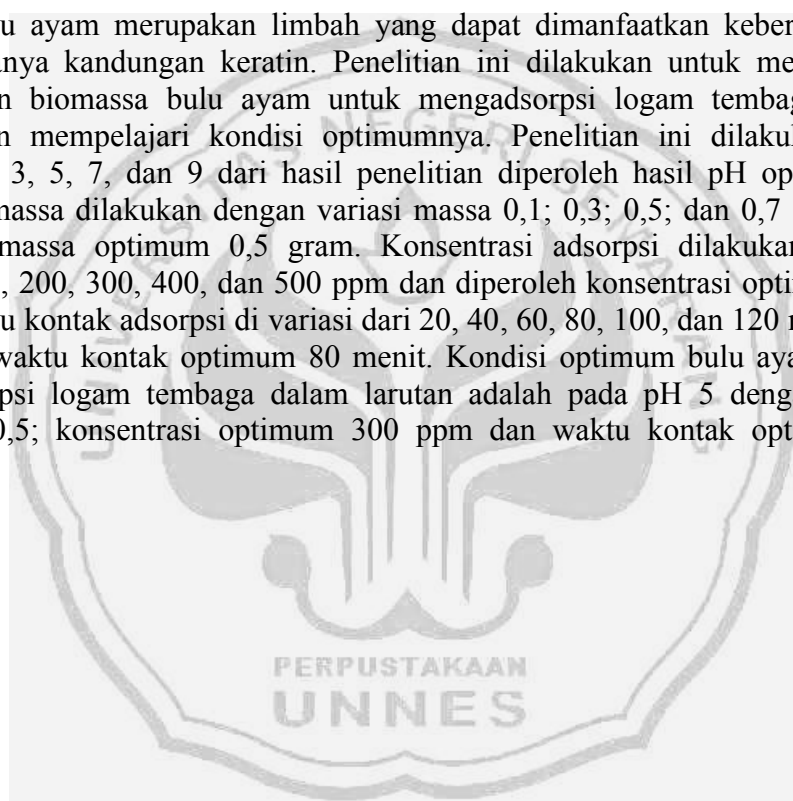 u ayam merupakan limbah yang dapat dimanfaatkan keber
anya kandungan keratin. Penelitian ini dilakukan untuk me
n biomassa bulu ayam untuk mengadsorpsi logam tembag
n mempelajari kondisi optimumnya. Penelitian ini dilaku
3, 5, 7, dan 9 dari hasil penelitian diperoleh hasil pH op
massa dilakukan dengan variasi massa 0,1; 0,3; 0,5; dan 0,7
massa optimum 0,5 gram. Konsentrasi adsorpsi dilakukan
, 200, 300, 400, dan 500 ppm dan diperoleh konsentrasi opti
u kontak adsorpsi di variasi dari 20, 40, 60, 80, 100, dan 120 
waktu kontak optimum 80 menit. Kondisi optimum bulu aya
psi logam tembaga dalam larutan adalah pada pH 5 deng
0,5; konsentrasi optimum 300 ppm dan waktu kontak opt
UNIVERSITAS NEGERI SEMARANG
PERPUSTAKAAN
UNNES